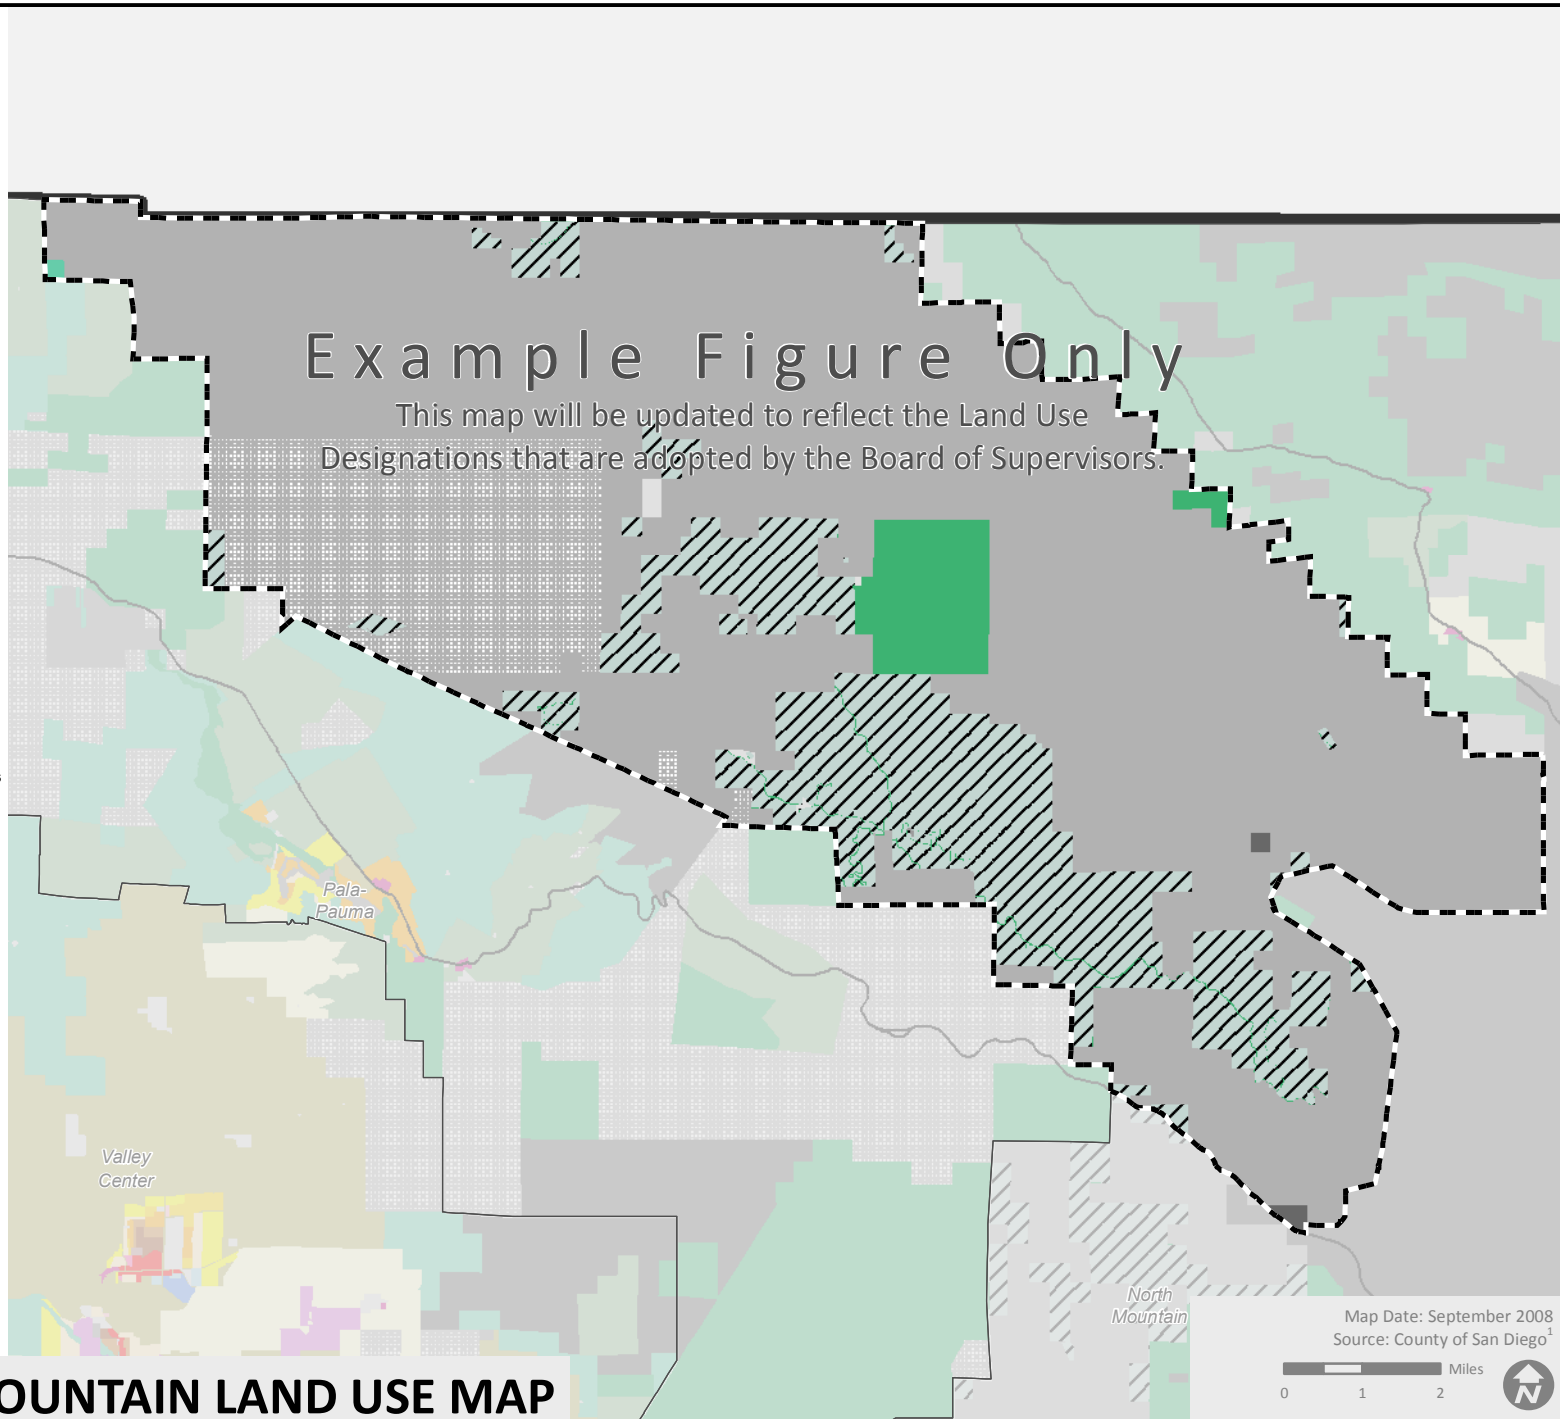 Example Figure Only
This map will be updated to reflect the Land Use
Designations that are adopted by the Board of Supervisors.
Pala-
Pauma
Valley
Center
North
Mountain
Map Date: September 2008
Source: County of San Diego1
Miles
0 1 2
N
OUNTAIN LAND USE MAP